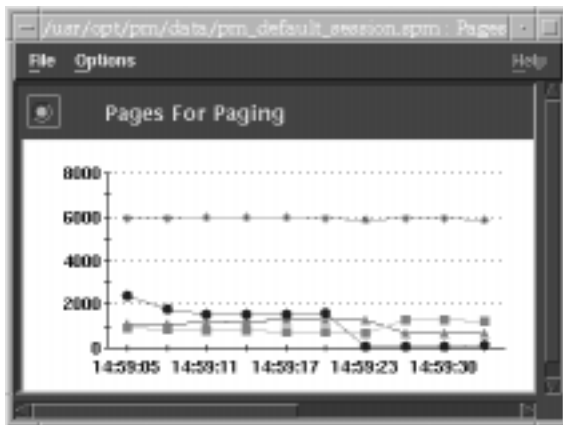 /usr/opt/pm/data/pm_default_session.spm : Pages
File Options Help
Pages For Paging
8000
6000
4000
2000
0
14:59:05 14:59:11 14:59:17 14:59:23 14:59:30